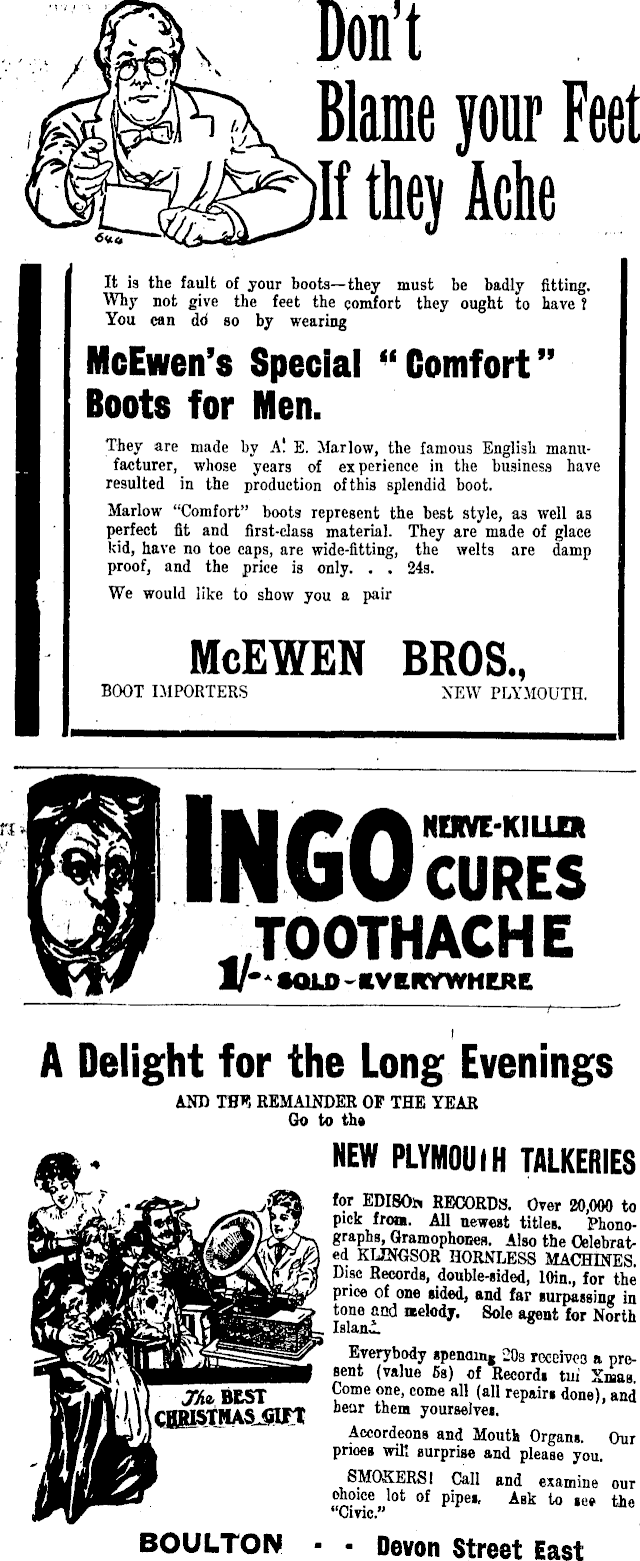 Don't
Blame your Feet
If they Ache
644
It is the fault of your boots—they must be badly fitting.
Why not give the feet the comfort they ought to have?
You can do so by wearing
McEwen's Special "Comfort"
Boots for Men.
They are made by A. E. Marlow, the famous English manu-
facturer, whose years of experience in the business have
resulted in the production of this splendid boot.
Marlow "Comfort" boots represent the best style, as well as
perfect fit and first-class material. They are made of glace
kid, have no toe caps, are wide-fitting, the welts are damp
proof, and the price is only. . . 24s.
We would like to show you a pair
McEWEN BROS.,
BOOT IMPORTERS NEW PLYMOUTH.
INGO NERVE-KILLER
CURES
TOOTHACHE
1/- SOLD-EVERYWHERE
A Delight for the Long Evenings
AND THE REMAINDER OF THE YEAR
Go to the
NEW PLYMOUTH TALKERIES
for EDISON RECORDS. Over 20,000 to
pick from. All newest titles. Phono-
graphs, Gramophones. Also the Celebrat-
ed KLINGSOR HORNLESS MACHINES.
Disc Records, double-sided, 10in., for the
price of one sided, and far surpassing in
tone and melody. Sole agent for North
Island.
Everybody spending 20s receives a pre-
sent (value 5s) of Records till Xmas.
Come one, come all (all repairs done), and
hear them yourselves.
Accordeons and Mouth Organs. Our
prices will surprise and please you.
SMOKERS! Call and examine our
choice lot of pipes. Ask to see the
"Civic."
The BEST
CHRISTMAS GIFT
BOULTON - - Devon Street East